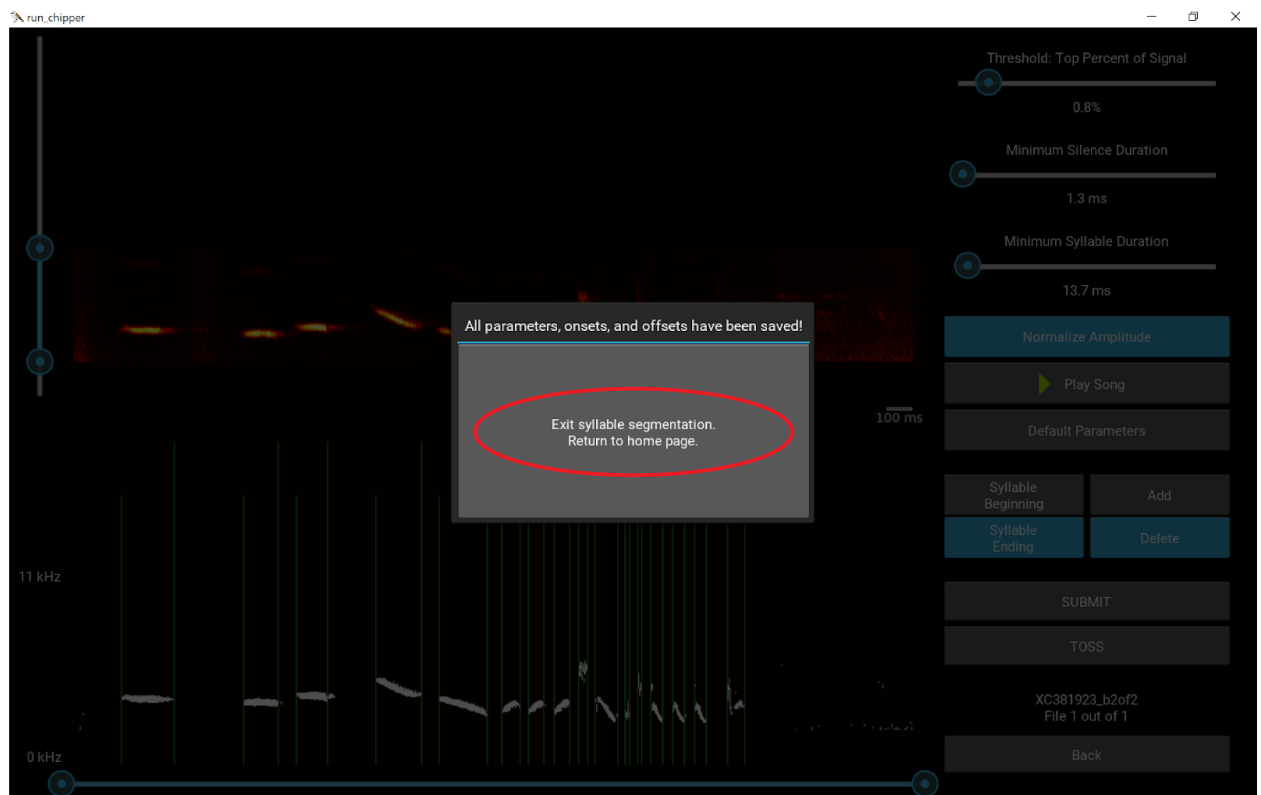 run_chipper
Threshold: Top Percent of Signal
0.8%
Minimum Silence Duration
1.3 ms
Minimum Syllable Duration
13.7 ms
All parameters, onsets, and offsets have been saved!
Exit syllable segmentation.
Return to home page.
Normalize Amplitude
Play Song
100 ms
Default Parameters
Syllable
Beginning
Add
Syllable
Ending
Delete
11 kHz
SUBMIT
TOSS
XC381923_b2of2
File 1 out of 1
0 kHz
Back